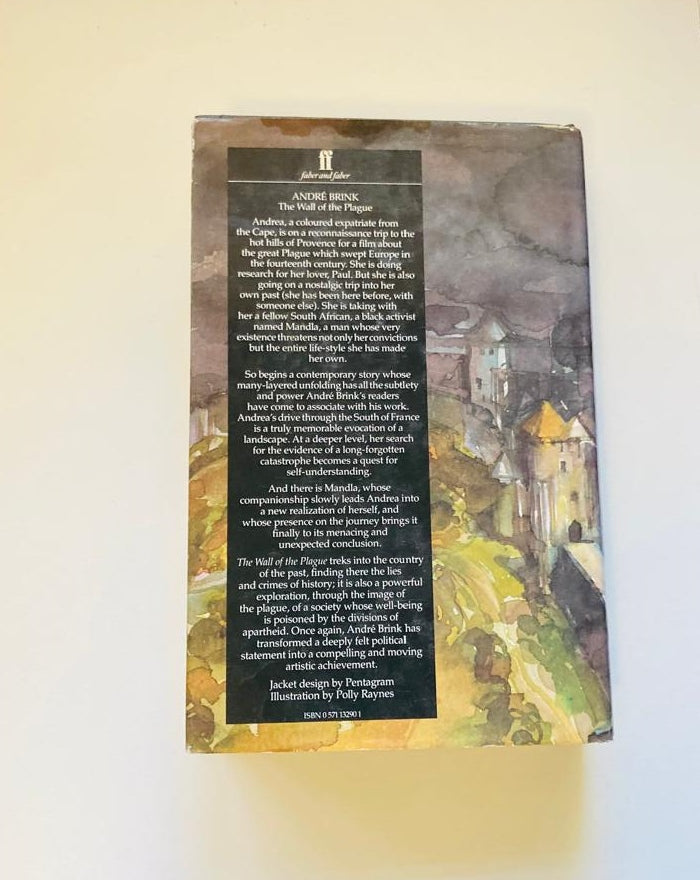 ff
faber and faber
ANDRÉ BRINK
The Wall of the Plague
Andrea, a coloured expatriate from
the Cape, is on a reconnaissance trip to the
hot hills of Provence for a film about
the great Plague which swept Europe in
the fourteenth century. She is doing
research for her lover, Paul. But she is also
going on a nostalgic trip into her
own past (she has been here before, with
someone else). She is taking with
her a fellow South African, a black activist
named Mandla, a man whose very
existence threatens not only her convictions
but the entire life-style she has made
her own.
So begins a contemporary story whose
many-layered unfolding has all the subtlety
and power André Brink's readers
have come to associate with his work.
Andrea's drive through the South of France
is a truly memorable evocation of a
landscape. At a deeper level, her search
for the evidence of a long-forgotten
catastrophe becomes a quest for
self-understanding.
And there is Mandla, whose
companionship slowly leads Andrea into
a new realization of herself, and
whose presence on the journey brings it
finally to its menacing and
unexpected conclusion.
The Wall of the Plague treks into the country
of the past, finding there the lies
and crimes of history; it is also a powerful
exploration, through the image of
the plague, of a society whose well-being
is poisoned by the divisions of
apartheid. Once again, André Brink has
transformed a deeply felt political
statement into a compelling and moving
artistic achievement.
Jacket design by Pentagram
Illustration by Polly Raynes
ISBN 0 571 13290 1